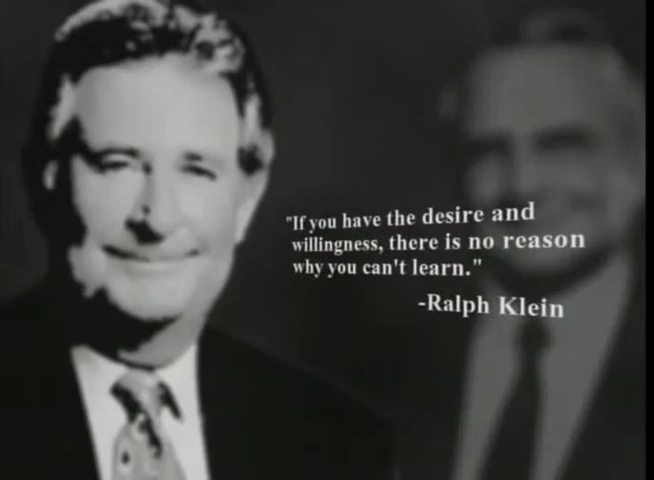 "If you have the desire and
willingness, there is no reason
why you can't learn."
-Ralph Klein